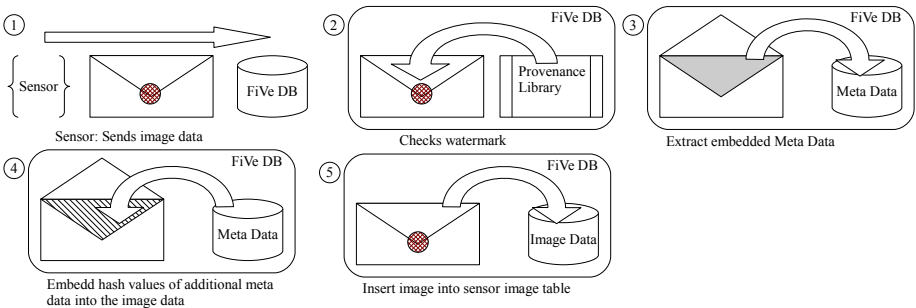 1
Sensor
FiVe DB
Sensor: Sends image data
2
FiVe DB
Provenance
Library
Checks watermark
3
FiVe DB
Meta Data
Extract embedded Meta Data
4
FiVe DB
Meta Data
Embedd hash values of additional meta
data into the image data
5
FiVe DB
Image Data
Insert image into sensor image table